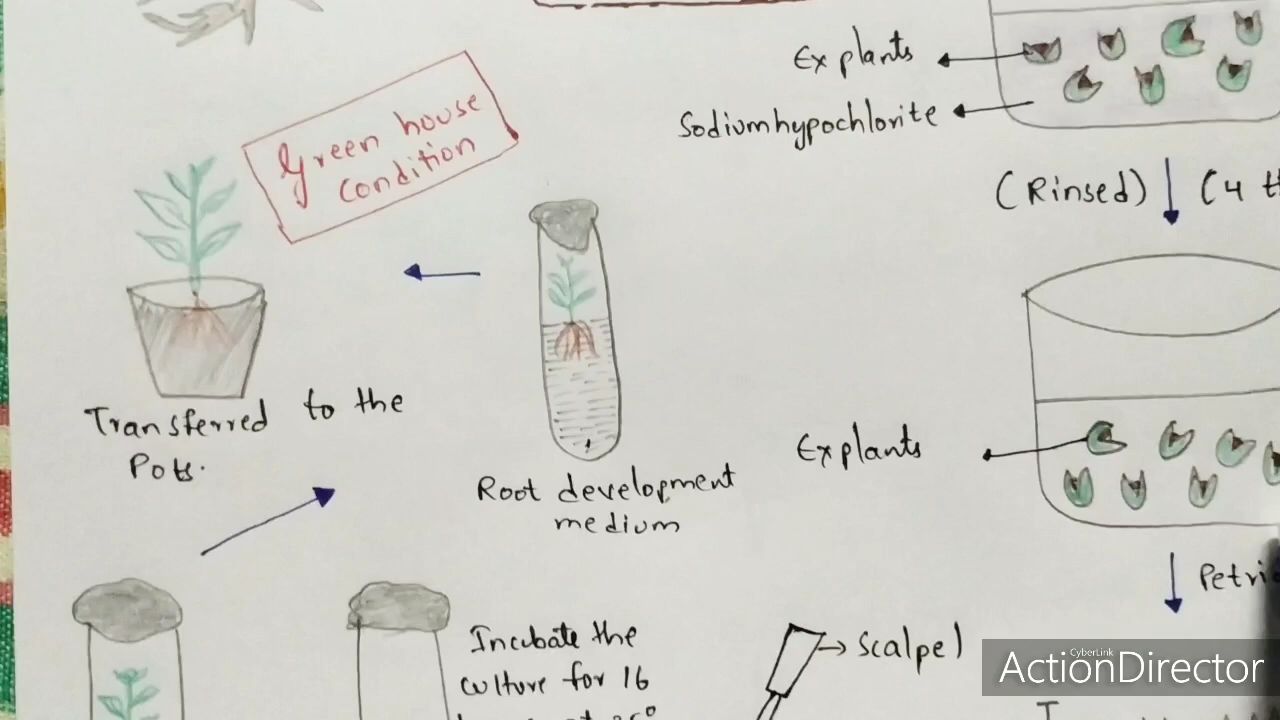 Explants
Sodiumhypochlorite
Green house
condition
(Rinsed)
(4
Transferred to the
Pots.
Explants
Root development
medium
Incubate the
culture for 16
Scalpel
CyberLink
ActionDirector